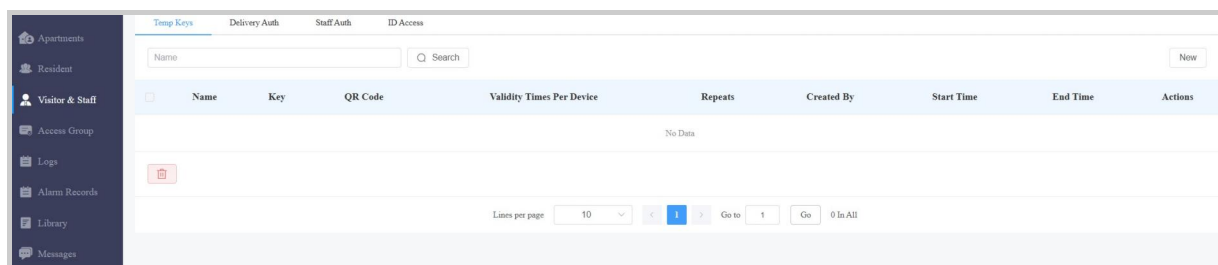 Temp Keys Delivery Auth Staff Auth ID Access
Apartments
Name Search New
Resident
Visitor & Staff
Name Key QR Code Validity Times Per Device Repeats Created By Start Time End Time Actions
Access Group
No Data
Logs
Alarm Records
Lines per page 10 1 Go to 1 Go 0 In All
Library
Messages